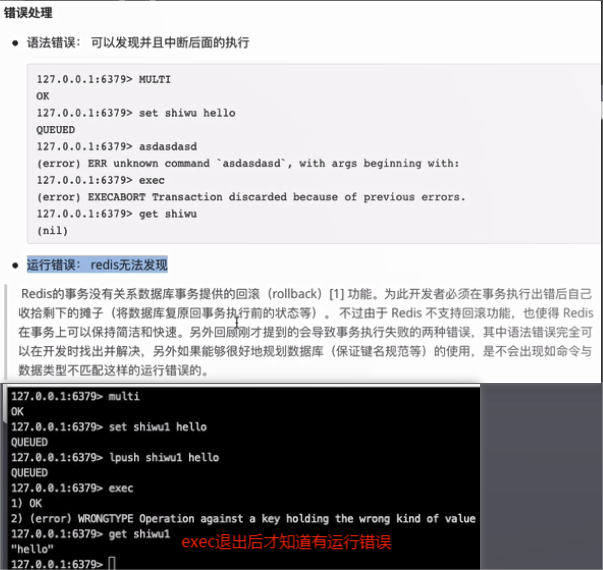 错误处理
语法错误： 可以发现并且中断后面的执行
127.0.0.1:6379> MULTI
OK
127.0.0.1:6379> set shiwu hello
QUEUED
127.0.0.1:6379> asdasdasd
(error) ERR unknown command `asdasdasd`, with args beginning with:
127.0.0.1:6379> exec
(error) EXECABORT Transaction discarded because of previous errors.
127.0.0.1:6379> get shiwu
(nil)
运行错误： redis无法发现
Redis的事务没有关系数据库事务提供的回滚（rollback）[1] 功能。为此开发者必须在事务执行出错后自己
收拾剩下的摊子（将数据库复原回事务执行前的状态等）。 不过由于 Redis 不支持回滚功能，也使得 Redis
在事务上可以保持简洁和快速。另外回顾刚才提到的会导致事务执行失败的两种错误，其中语法错误完全可
以在开发时找出并解决，另外如果能够很好地规划数据库（保证键名规范等）的使用，是不会出现如命令与
数据类型不匹配这样的运行错误的。
127.0.0.1:6379> multi
OK
127.0.0.1:6379> set shiwu1 hello
QUEUED
127.0.0.1:6379> lpush shiwu1 hello
QUEUED
127.0.0.1:6379> exec
1) OK
2) (error) WRONGTYPE Operation against a key holding the wrong kind of value
127.0.0.1:6379> get shiwu1
"hello"
exec退出后才知道有运行错误
127.0.0.1:6379>